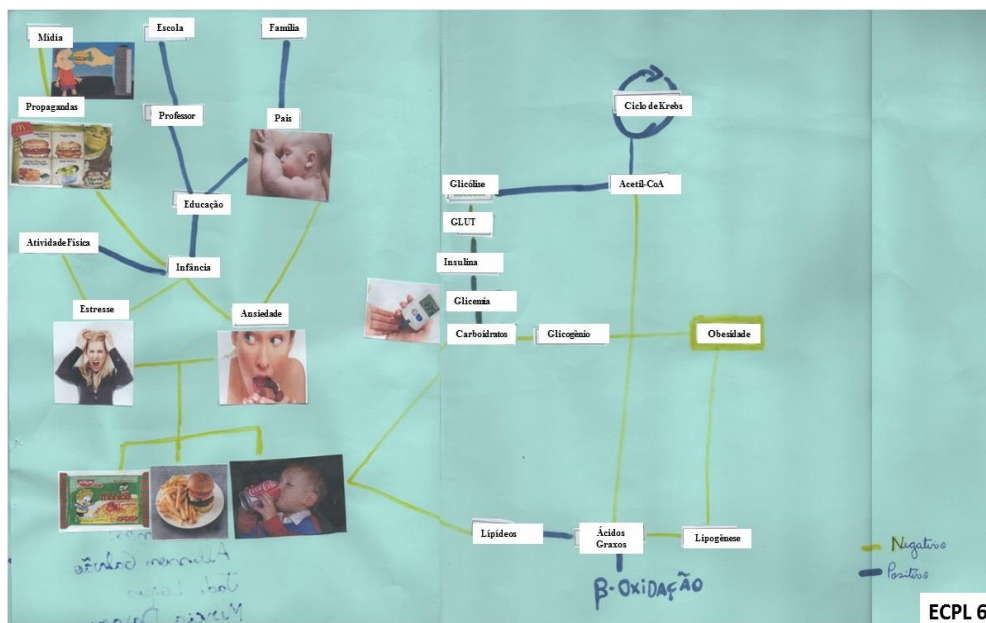 Mídia
Escola
Família
Propagandas
Professor
Pais
Educação
Atividade Física
Infância
Estresse
Ansiedade
Ciclo de Krebs
Glicólise
Acetil-CoA
GLUT
Insulina
Glicemia
Carboidratos
Glicogênio
Obesidade
Lipídeos
Ácidos
Graxos
Lipogênese
β-OXIDAÇÃO
Negativo
Positivo
ECPL 6